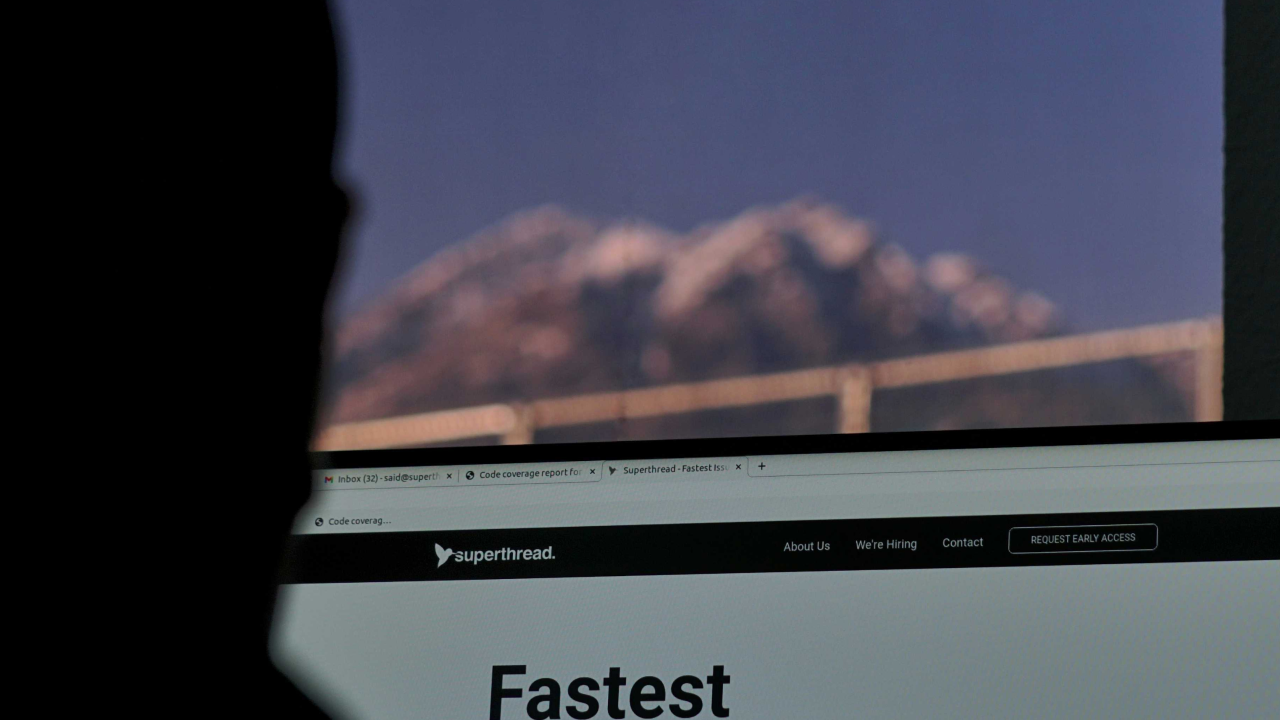 Inbox (32) - said@superth
Code coverage report for
Superthread - Fastest Iss
Code coverag...
superthread.
About Us
We're Hiring
Contact
REQUEST EARLY ACCESS
Fastest